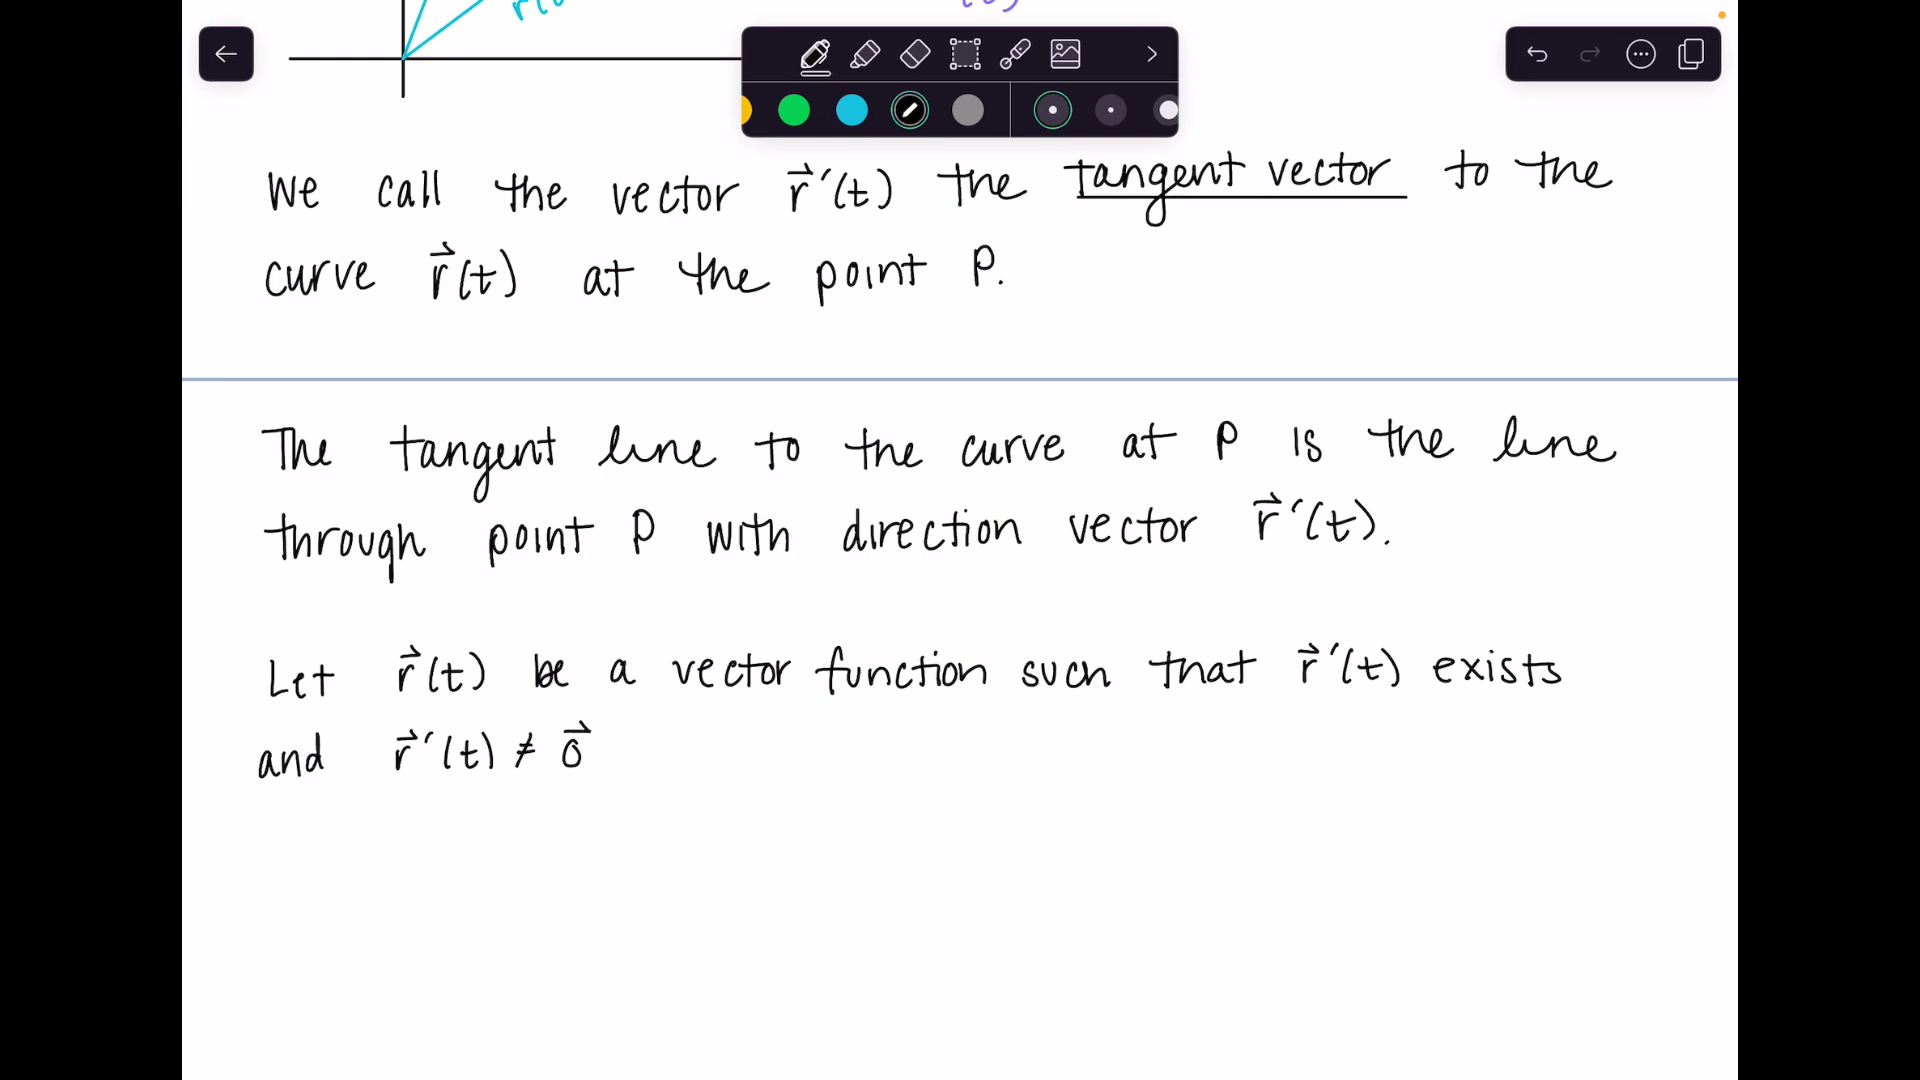 We call the vector r⃗′(t) the tangent vector to the
curve r⃗(t) at the point P.
The tangent line to the curve at P is the line
through point P with direction vector r⃗′(t).
Let r⃗(t) be a vector function such that r⃗′(t) exists
and r⃗′(t) ≠ 0⃗